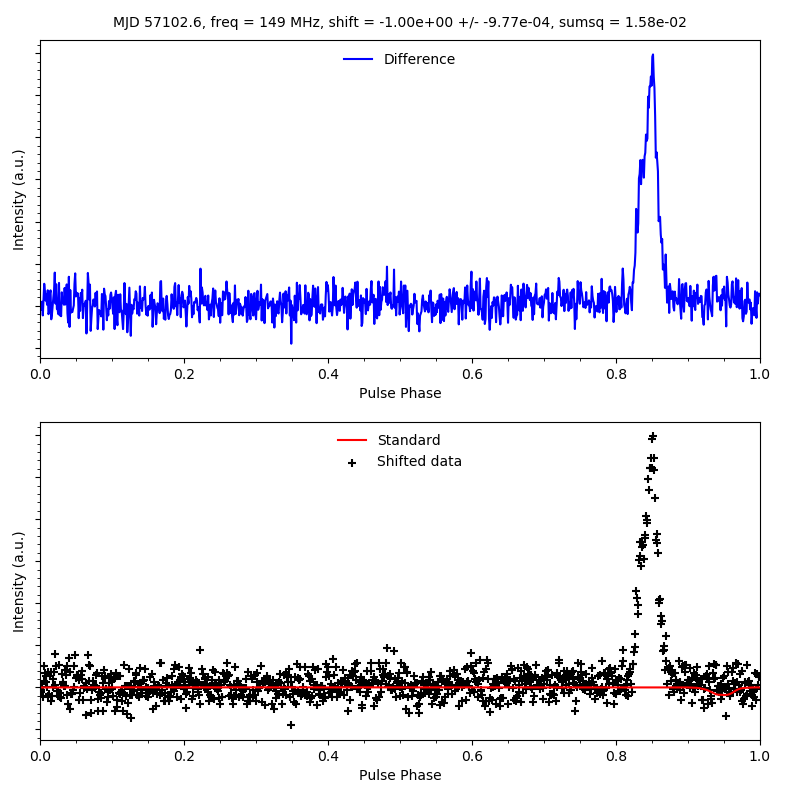 MJD 57102.6, freq = 149 MHz, shift = -1.00e+00 +/- -9.77e-04, sumsq = 1.58e-02
Difference
Intensity (a.u.)
0.0 0.2 0.4 0.6 0.8 1.0
Pulse Phase
Standard
Shifted data
Intensity (a.u.)
0.0 0.2 0.4 0.6 0.8 1.0
Pulse Phase